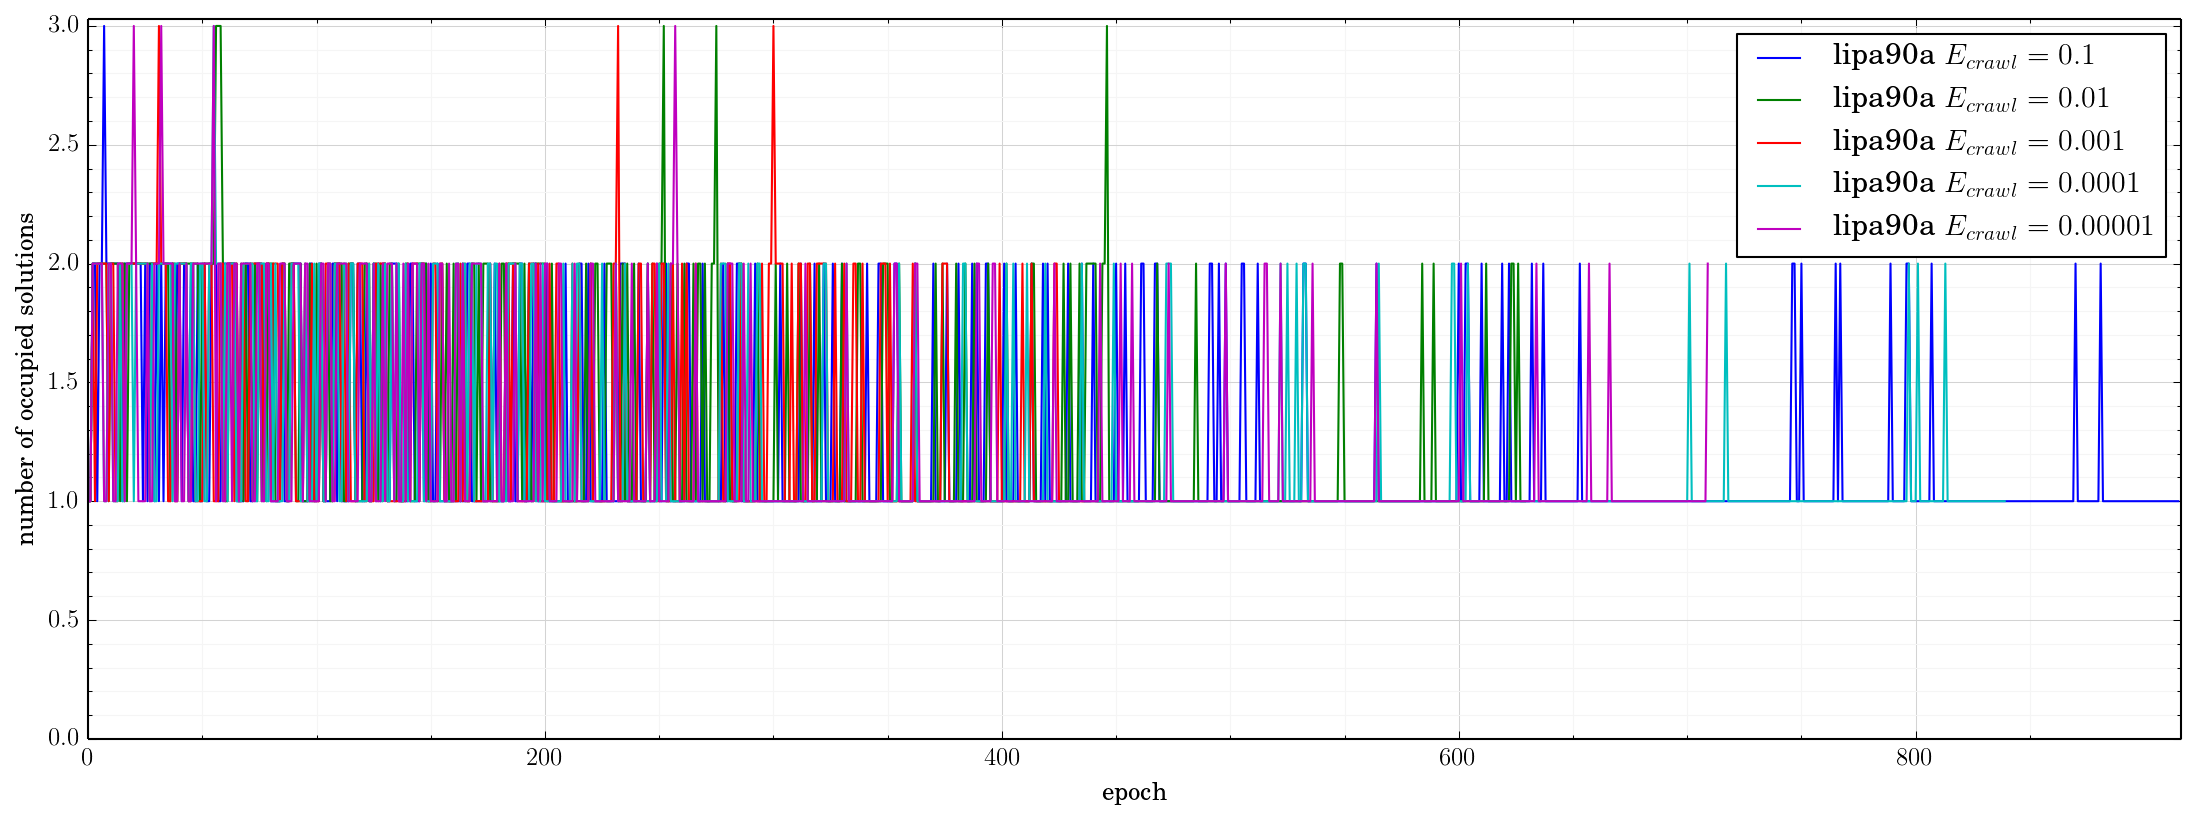 3.0
2.5
2.0
1.5
1.0
0.5
0.0
number of occupied solutions
0 200 400 600 800
epoch
lipa90a E_crawl = 0.1
lipa90a E_crawl = 0.01
lipa90a E_crawl = 0.001
lipa90a E_crawl = 0.0001
lipa90a E_crawl = 0.00001